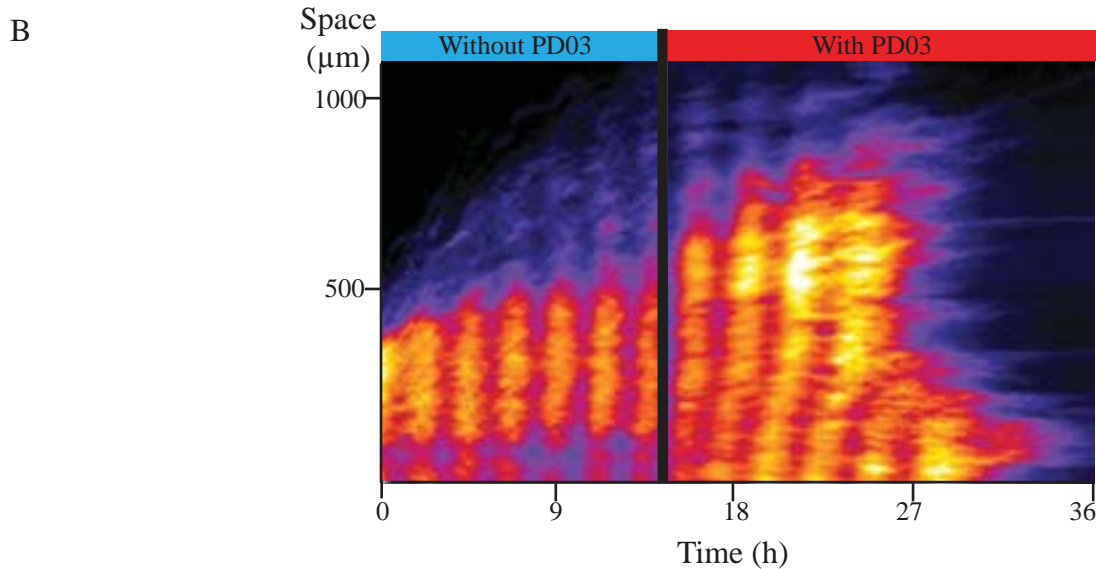 B
Space
(μm)
Without PD03
With PD03
1000
500
0
9
18
27
36
Time (h)